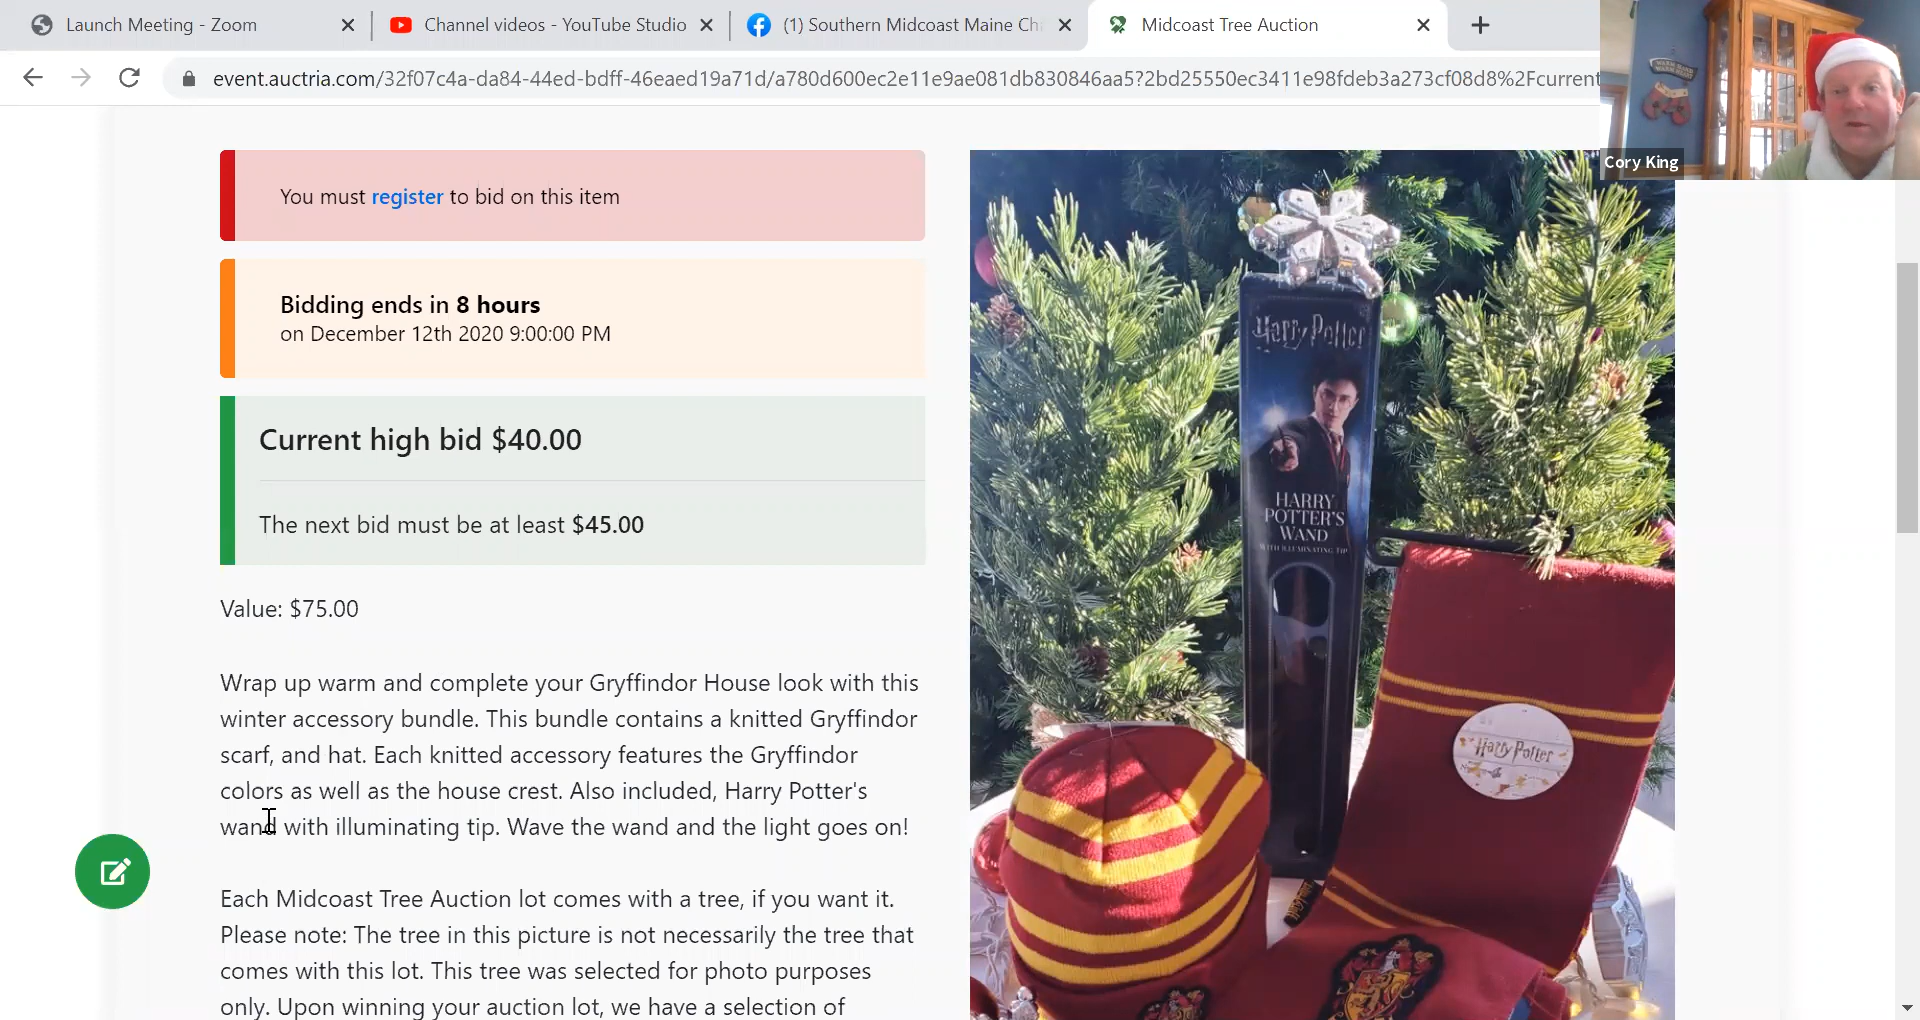 Launch Meeting - Zoom
Channel videos - YouTube Studio
(1) Southern Midcoast Maine Ch
Midcoast Tree Auction
event.auctria.com/32f07c4a-da84-44ed-bdff-46eaed19a71d/a780d600ec2e11e9ae081db830846aa5?2bd25550ec3411e98fdeb3a273cf08d8%2Fcurrent
Cory King
You must register to bid on this item
Bidding ends in 8 hours
on December 12th 2020 9:00:00 PM
Current high bid $40.00
The next bid must be at least $45.00
Value: $75.00
Wrap up warm and complete your Gryffindor House look with this
winter accessory bundle. This bundle contains a knitted Gryffindor
scarf, and hat. Each knitted accessory features the Gryffindor
colors as well as the house crest. Also included, Harry Potter's
wand with illuminating tip. Wave the wand and the light goes on!
Each Midcoast Tree Auction lot comes with a tree, if you want it.
Please note: The tree in this picture is not necessarily the tree that
comes with this lot. This tree was selected for photo purposes
only. Upon winning your auction lot, we have a selection of
Harry Potter
HARRY
POTTER'S
WAND
WITH ILLUMINATING TIP
Harry Potter